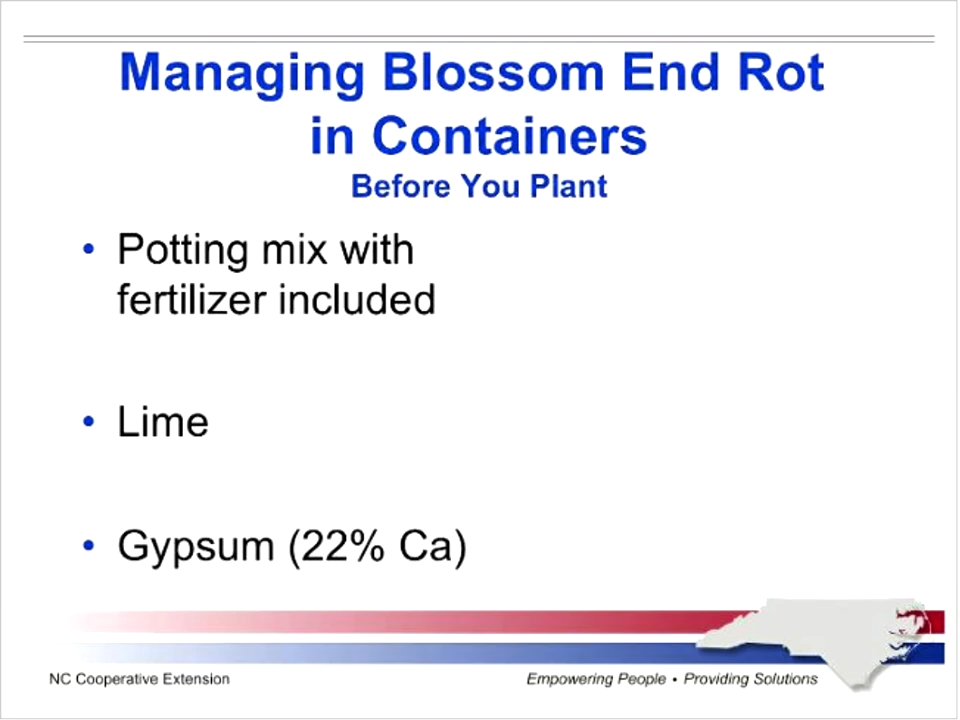 Managing Blossom End Rot
in Containers
Before You Plant
• Potting mix with
fertilizer included
• Lime
• Gypsum (22% Ca)
NC Cooperative Extension
Empowering People • Providing Solutions